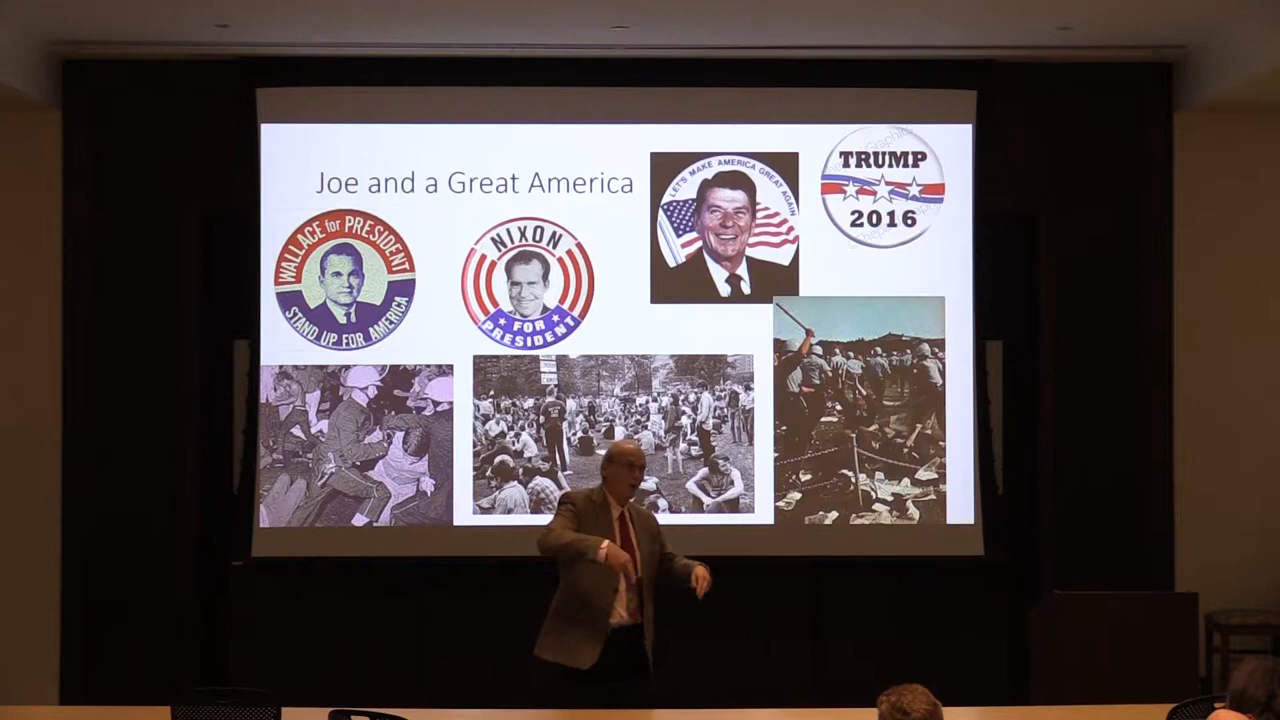 Joe and a Great America
WALLACE for PRESIDENT
STAND UP FOR AMERICA
NIXON
FOR
PRESIDENT
LET'S MAKE AMERICA GREAT AGAIN
TRUMP
2016